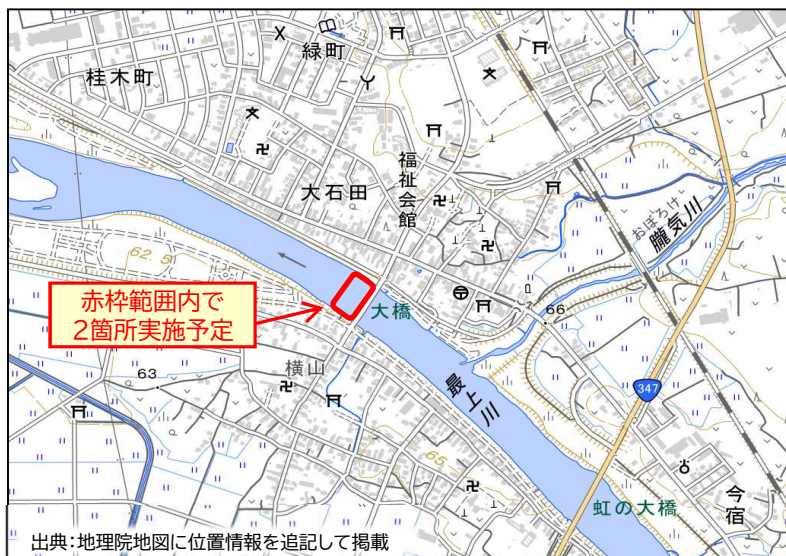 緑町
桂木町
福祉会館
大石田
おぼろけ
朧気川
62.5
赤枠範囲内で
2箇所実施予定
大橋
66
横山
63
最上川
347
65
虹の大橋
今宿
出典：地理院地図に位置情報を追記して掲載